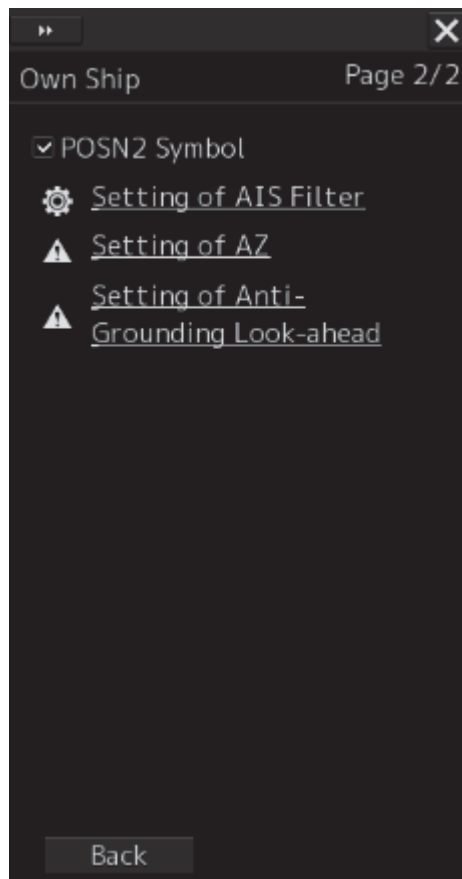 Own Ship Page 2/2
POSN2 Symbol
Setting of AIS Filter
Setting of AZ
Setting of Anti-
Grounding Look-ahead
Back